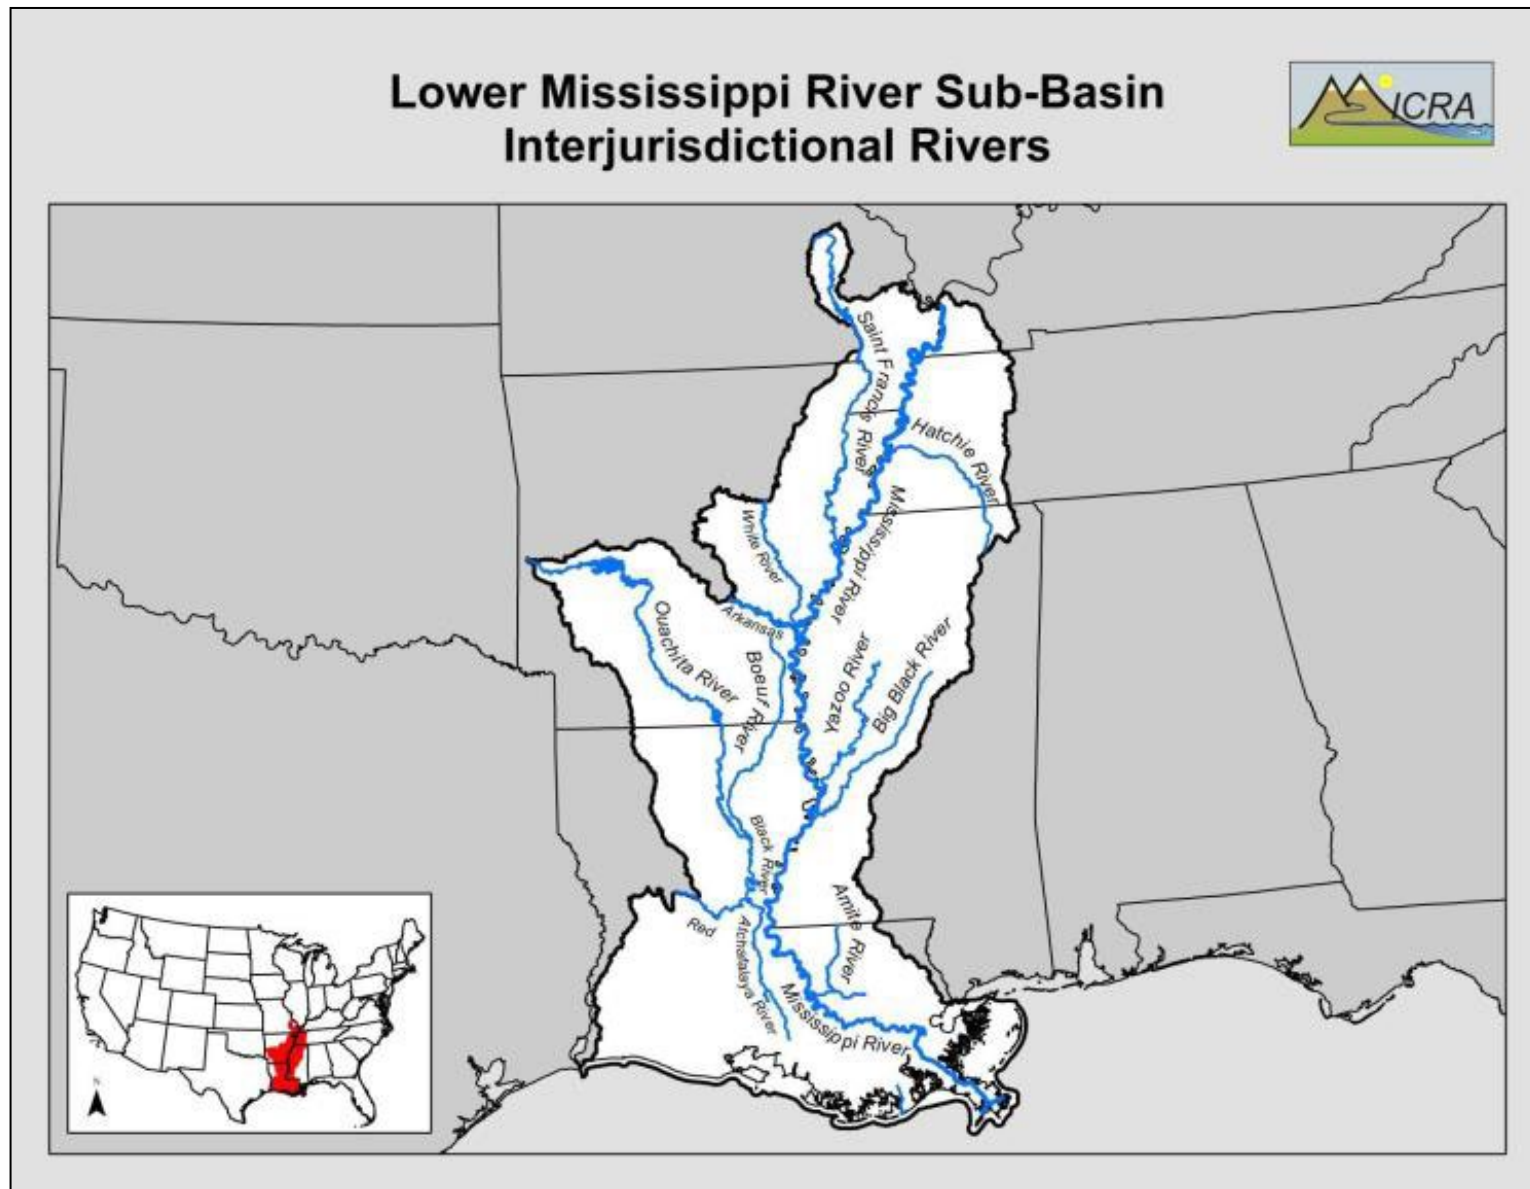 Lower Mississippi River Sub-Basin
Interjurisdictional Rivers
ICRA
Saint Francis River
Hatchie River
Mississippi River
White River
Arkansas
Ouachita River
Boeuf River
Yazoo River
Big Black River
Black River
Amite River
Red
Atchafalaya River
Mississippi River
N